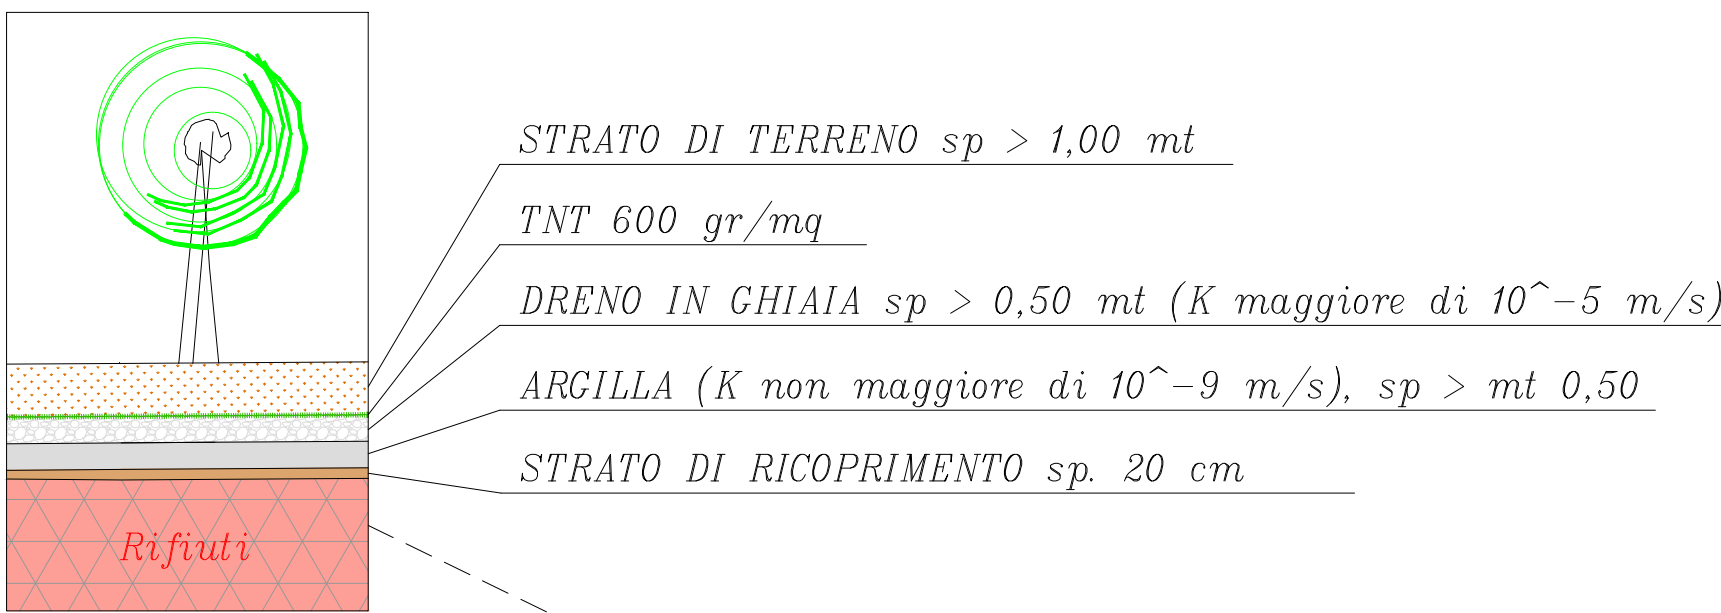 STRATO DI TERRENO sp > 1,00 mt
TNT 600 gr/mq
DRENO IN GHIAIA sp > 0,50 mt (K maggiore di 10^-5 m/s)
ARGILLA (K non maggiore di 10^-9 m/s), sp > mt 0,50
STRATO DI RICOPRIMENTO sp. 20 cm
Rifiuti